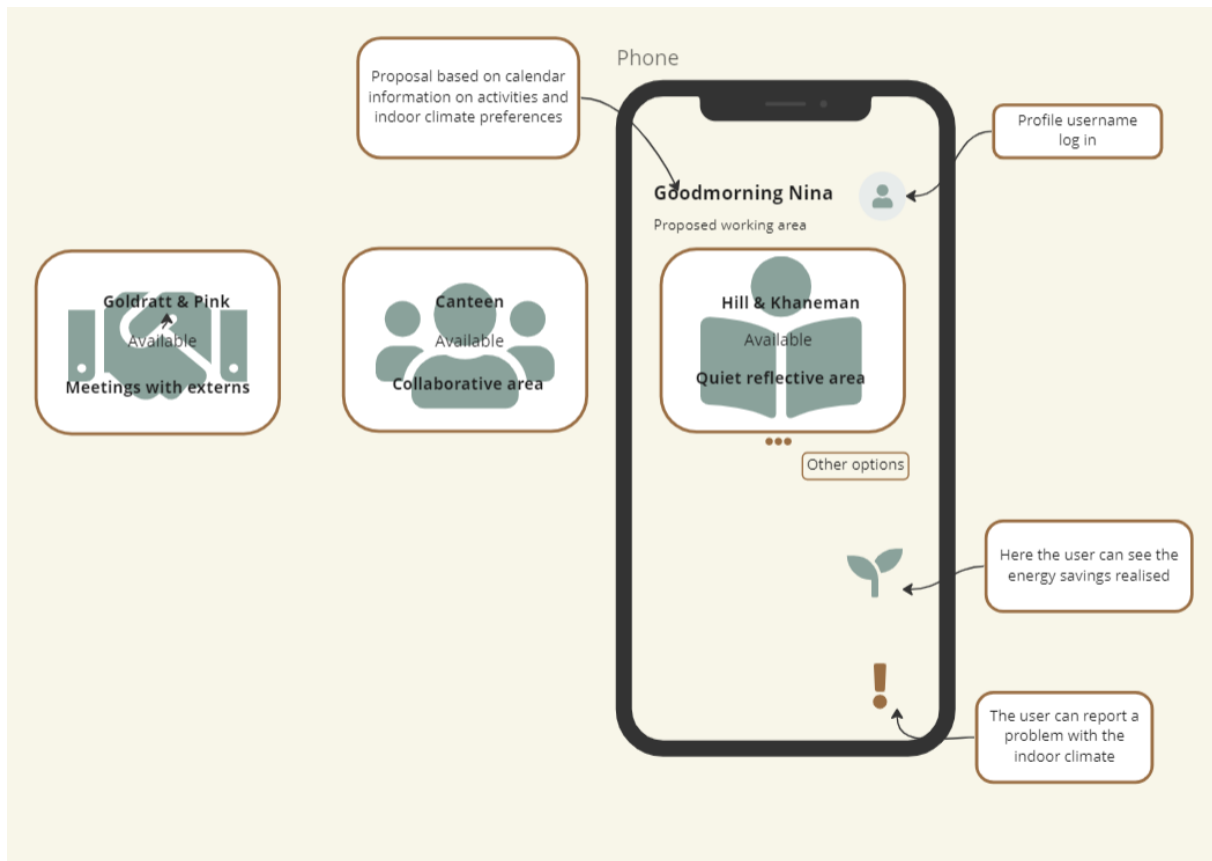 Phone
Proposal based on calendar
information on activities and
indoor climate preferences
Profile username
log in
Goodmorning Nina
Proposed working area
Goldratt & Pink
Available
Meetings with externs
Canteen
Available
Collaborative area
Hill & Khaneman
Available
Quiet reflective area
Other options
Here the user can see the
energy savings realised
The user can report a
problem with the
indoor climate